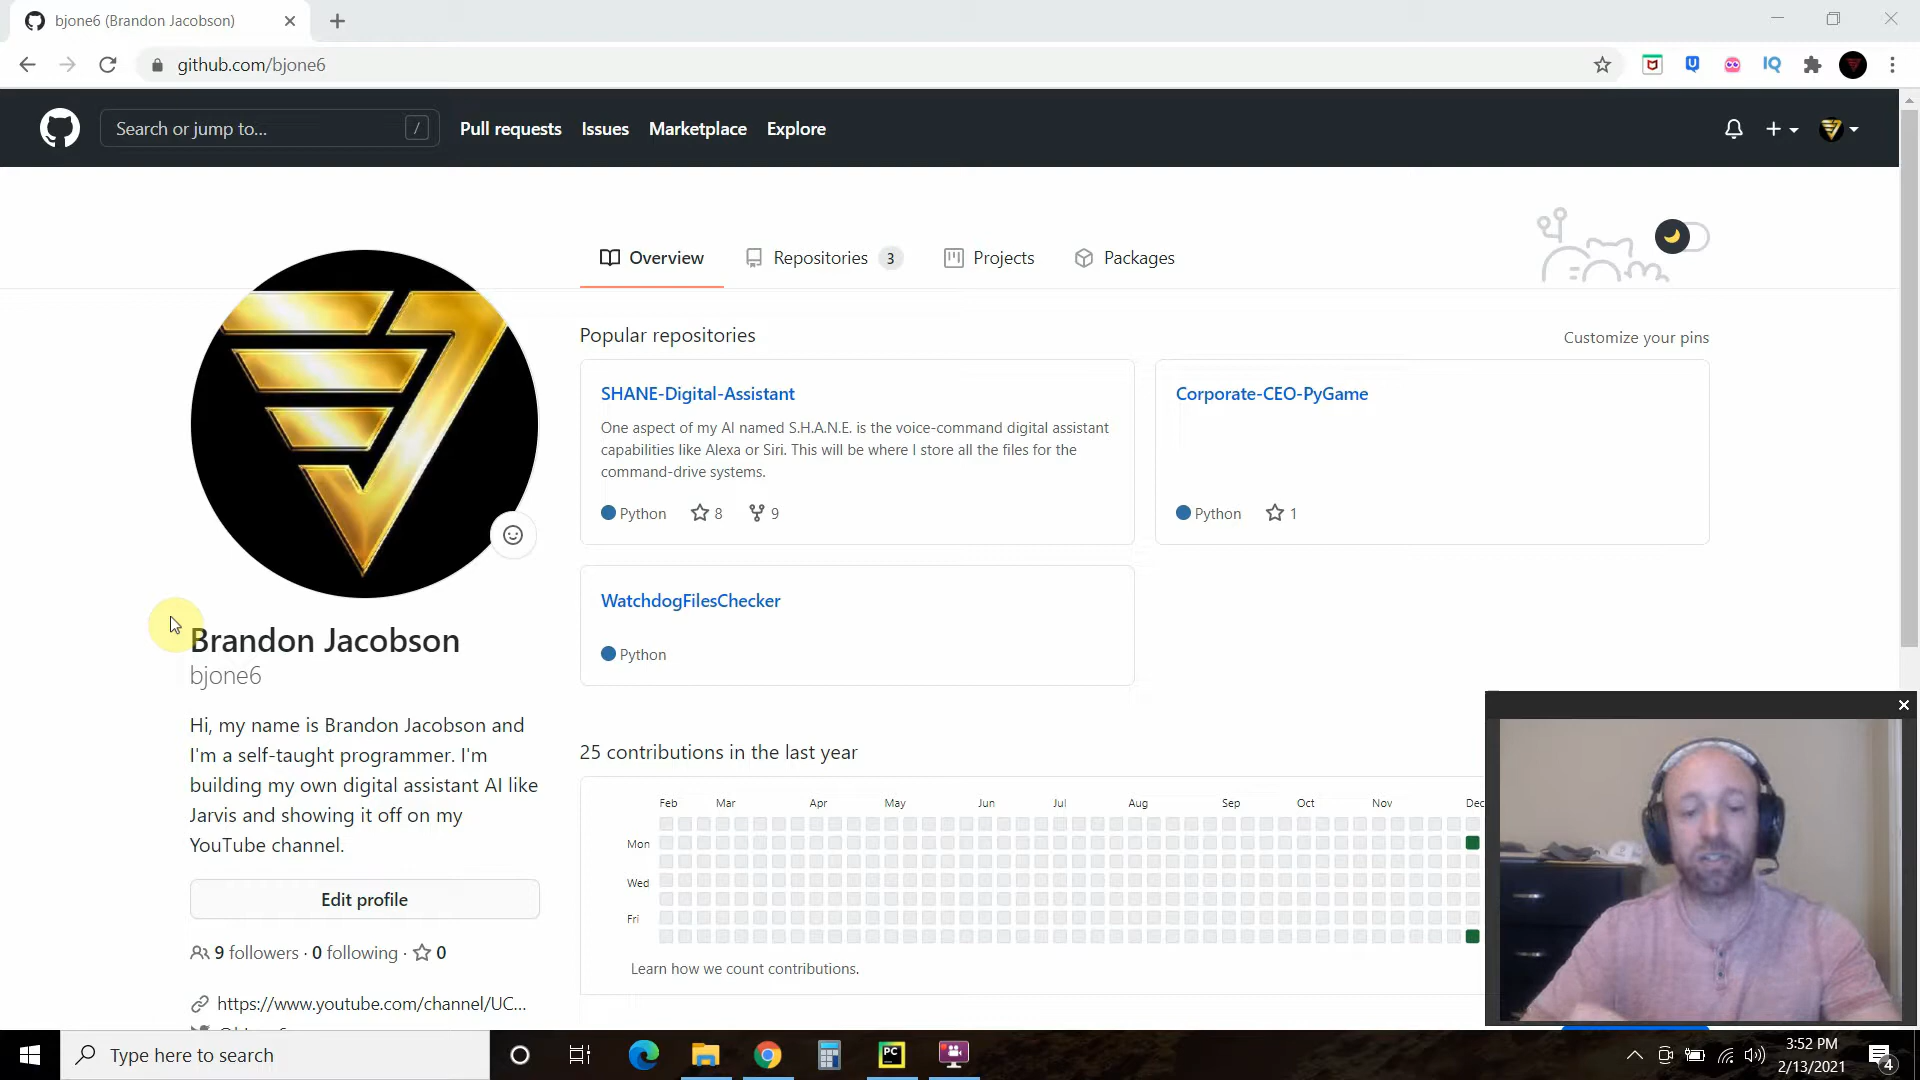 bjone6 (Brandon Jacobson)
github.com/bjone6
Search or jump to...
/
Pull requests
Issues
Marketplace
Explore
Overview
Repositories 3
Projects
Packages
Popular repositories
Customize your pins
SHANE-Digital-Assistant
One aspect of my AI named S.H.A.N.E. is the voice-command digital assistant
capabilities like Alexa or Siri. This will be where I store all the files for the
command-drive systems.
Python 8 9
Corporate-CEO-PyGame
Python 1
WatchdogFilesChecker
Python
Brandon Jacobson
bjone6
Hi, my name is Brandon Jacobson and
I'm a self-taught programmer. I'm
building my own digital assistant AI like
Jarvis and showing it off on my
YouTube channel.
Edit profile
9 followers · 0 following · 0
https://www.youtube.com/channel/UC...
25 contributions in the last year
Feb Mar Apr May Jun Jul Aug Sep Oct Nov Dec
Mon
Wed
Fri
Learn how we count contributions.
Type here to search
PC
IQ
3:52 PM
2/13/2021
4